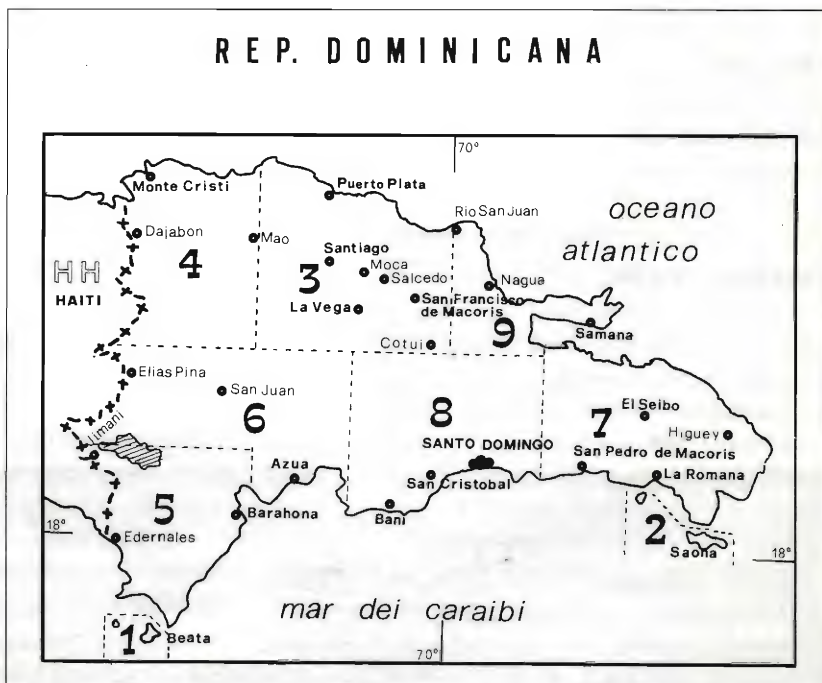 REP. DOMINICANA
70°
Monte Cristi
Puerto Plata
Rio San Juan
oceano
atlantico
Dajabon
4
Mao
3
Santiago
Moca
Salcedo
Nagua
HH
HAITI
La Vega
San Francisco
de Macoris
9
Samana
Cotui
Elias Pina
San Juan
6
8
7
El Seibo
Higuey
Jimani
SANTO DOMINGO
San Pedro de Macoris
Azua
San Cristobal
La Romana
5
Barahona
Bani
2
18°
Edernales
Saona
18°
mar dei caraibi
1
Beata
70°